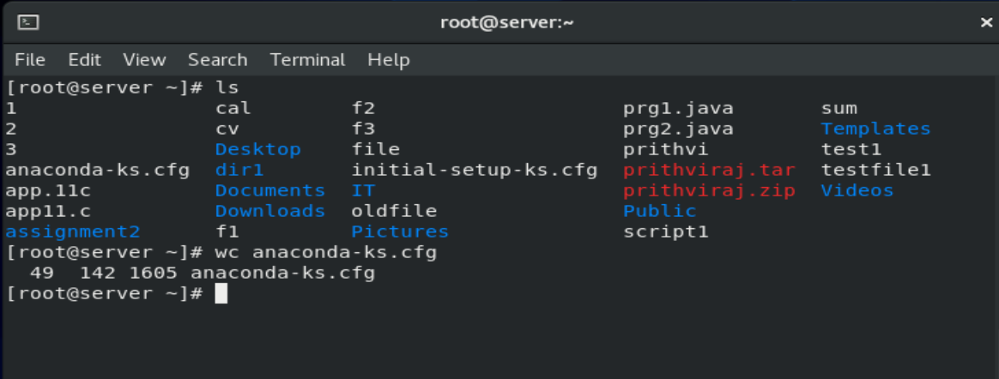 root@server:~
File Edit View Search Terminal Help
[root@server ~]# ls
1 cal f2 prg1.java sum
2 cv f3 prg2.java Templates
3 Desktop file prithvi test1
anaconda-ks.cfg dir1 initial-setup-ks.cfg prithviraj.tar testfile1
app.11c Documents IT prithviraj.zip Videos
app11.c Downloads oldfile Public
assignment2 f1 Pictures script1
[root@server ~]# wc anaconda-ks.cfg
49 142 1605 anaconda-ks.cfg
[root@server ~]#